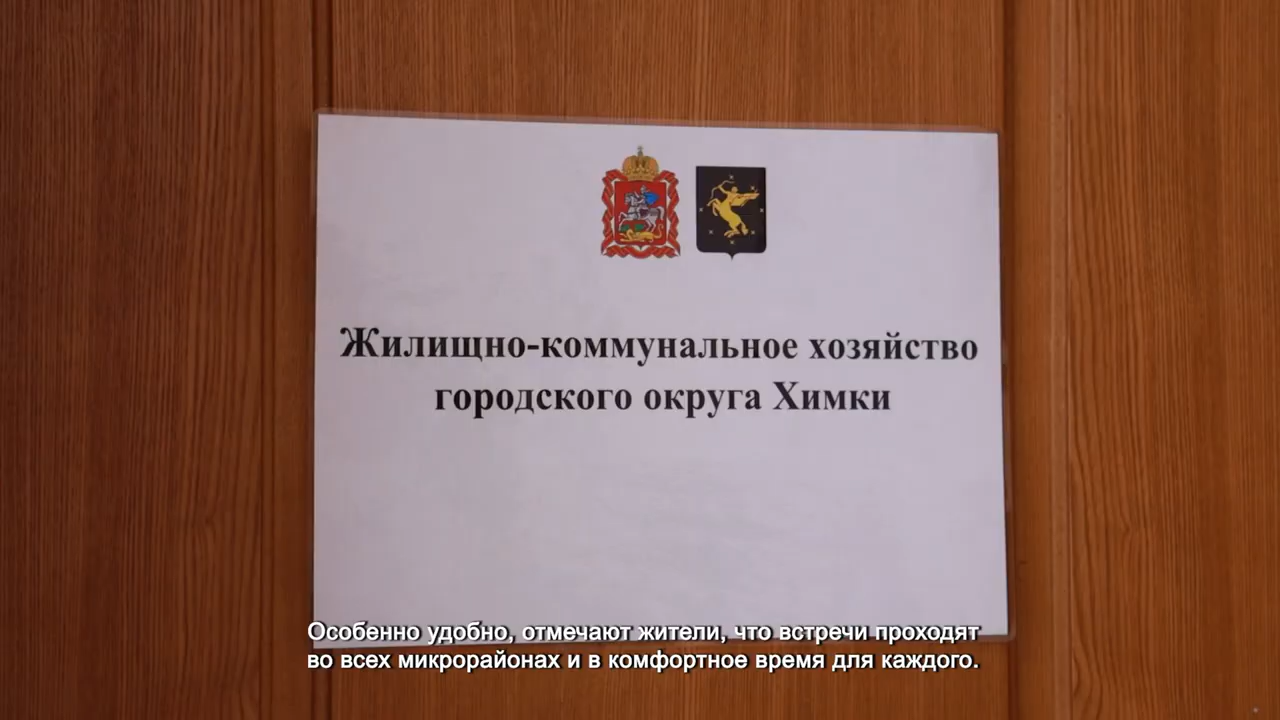 Жилищно-коммунальное хозяйство
городского округа Химки
Особенно удобно, отмечают жители, что встречи проходят
во всех микрорайонах и в комфортное время для каждого.